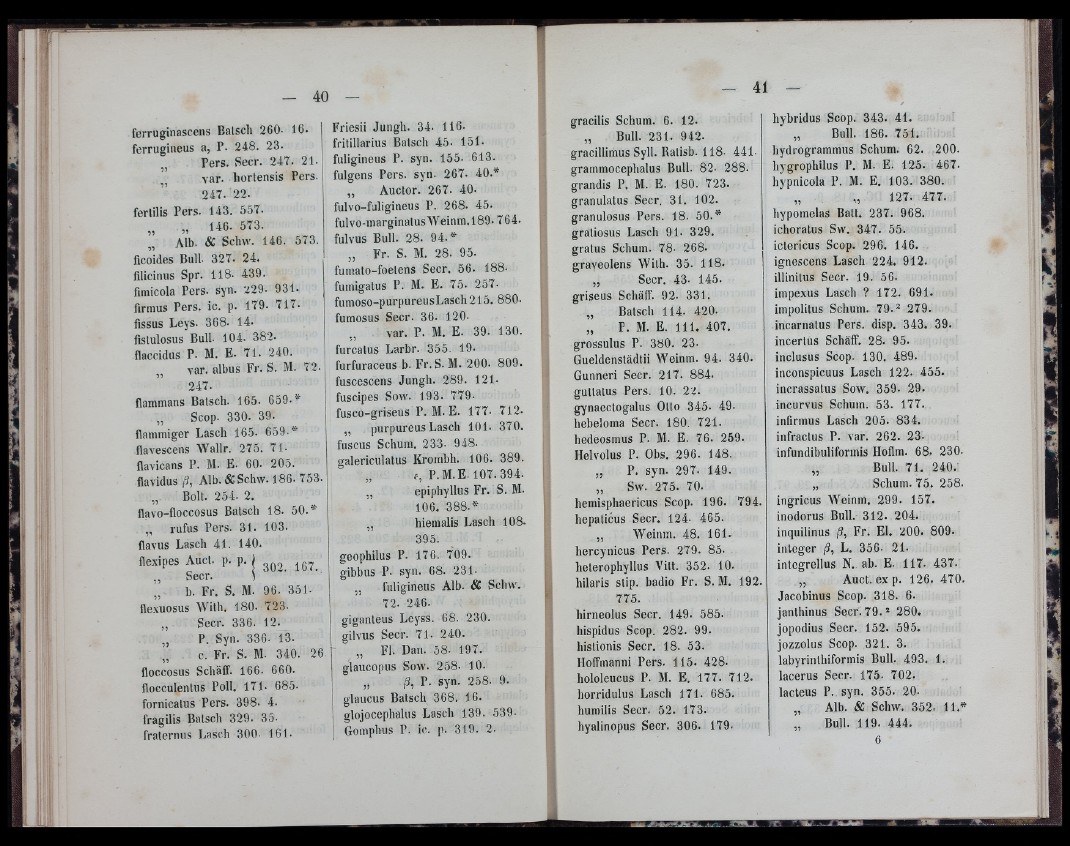 — 40 —
ferruginascens Batsch 260. 16.
ferrugineus a, P. 248. 23.
„ Pers. Secr. 247. 21.
„ var. hortensis Pers.
247. 22.
fertilis Pers. 143. 557.
„ „ 146. 573.
„ Alb. & Schw. 146. 573.
ficoides Bull. 327. 24.
filicinus Spr. 118. 439.
fimicola Pers. syn. 229. 931.
firmus Pers. ic. p. 179. 717.
fissus Leys. 368. 14.
fistulosus Bull. 104. 382.
flaccidus P. M. E. 71. 240.
„ var. albus Fr. S. M. 72.
247.
flammans Batsch. 165. 659.*
„ Scop. 330. 39.
flammiger Lasch 165. 659.*
flavescens Wallr. 275. 71.
flavicans P. M. E. 60. 205.
flavidus β, Alb. & Schw. 186. 753.
„ Bolt. 254. 2.
flavo-floccosus Batsch 18. 50.*
„ rufus Pers. 31. 103.
flavus Lasch 41. 140.
flexipes Auct. p. p. } 302. 167.
„ Secr.
„ b. Fr. S. M. 96. 351.
flexuosus With. 180. 723.
„ Secr. 336. 12.
„ P. Syn. 336. 13.
„ c. Fr. S. M. 340. 26
floccosus Schäff. 166. 660.
flocculentus Poll. 171. 685.
fornicatus Pers. 398. 4.
fragilis Batsch 329. 35.
fraternus Lasch 300. 161.
Friesii Jungh. 34. 116.
fritillarius Batsch 45. 151.
fuligineus P. syn. 155. 613.
fulgens Pers. syn. 267. 40.*
„ Auctor. 267. 40.
fulvo-fuligineus P. 268. 45.
fulvo-marginatus Weinm. 189. 764.
fulvus Bull. 28. 94.*
„ Fr. S. M. 28. 95.
fumato-foetens Secr. 56. 188.
fumigatus P. M. E. 75. 257.
fumoso-purpureus Lasch 215. 880.
fumosus Secr. 36. 120.
„ var. P. M. E. 39. 130.
furcatus Larbr. 355. 19.
furfuraceus b. Fr. S. M. 200. 809.
fuscescens Jungh. 289. 121.
fuscipes Sow. 193. 779.
fusco-griseus P. M. E. 177. 712.
„ purpureus Lasch 101. 370.
fuscus Schum. 233. 948.
galericulatus Krombh. 106. 389.
„ ε, P. M. E. 107. 394.
„ epiphyllus Fr. S. M.
106. 388.*
„ hiemalis Lasch 108.
395.
geophilus P. 176. 709.
gibbus P. syn. 68. 231.
„ fuligineus Alb. & Schw.
72. 246.
giganteus Leyss. 68. 230.
gilvus Secr. 71. 240.
„ Fl. Dan. 58. 197.
glaucopus Sow. 258. 10.
„ β, P. syn. 258. 9.
glaucus Batsch 368. 16.
glojocephalus Lasch 139. 539.
Gomphus P. ic. p. 319. 2.
— 41 —
gracilis Schum. 6. 12.
„ Bull. 231. 942.
gracillimus Syll. Ratisb. 118. 441.
grammocephalus Bull. 82. 288.
grandis P. M. E. 180. 723.
granulatus Secr. 31. 102.
granulosus Pers. 18. 50.*
gratiosus Lasch 91. 329.
gratus Schum. 78. 268.
graveolens With. 35. 118.
„ Secr. 43. 145.
griseus Schäff. 92. 331.
„ Batsch 114. 420.
„ P. M. E. 111. 407.
grossulus P. 380. 23.
Gueldenstädtii Weinm. 94. 340.
Gunneri Secr. 217. 884.
guttatus Pers. 10. 22.
gynaectogalus Otto 345. 49.
hebeloma Secr. 180. 721.
hedeosmus P. M. E. 76. 259.
Helvolus P. Obs. 296. 148.
„ P. syn. 297. 149.
„ Sw. 275. 70.
hemisphaericus Scop. 196. 794.
hepaticus Secr. 124. 465.
„ Weinm. 48. 161.
hercynicus Pers. 279. 85.
heterophyllus Vitt. 352. 10.
hilaris stip. badio Fr. S. M. 192.
775.
hirneolus Secr. 149. 585.
hispidus Scop. 282. 99.
histionis Secr. 18. 53.
Hoffmanni Pers. 115. 428.
hololeucus P. M. E. 177. 712.
horridulus Lasch 171. 685.
humilis Secr. 52. 173.
hyalinopus Secr. 306. 179.
hybridus Scop. 343. 41.
„ Bull. 186. 751.
hydrogrammus Schum. 62. 200.
hygrophilus P. M. E. 125. 467.
hypnicola P. M. E. 103. 380.
„ „ 127. 477.
hypomelas Batt. 237. 968.
ichoratus Sw. 347. 55.
ictericus Scop. 296. 146.
ignescens Lasch 224. 912.
illinitus Secr. 19. 56.
impexus Lasch ? 172. 691.
impolitus Schum. 79.² 279.
incarnatus Pers. disp. 343. 39.
incertus Schäff. 28. 95.
inclusus Scop. 130. 489.
inconspicuus Lasch 122. 455.
incrassatus Sow. 359. 29.
incurvus Schum. 53. 177.
infirmus Lasch 205. 834.
infractus P. var. 262. 23.
infundibuliformis Hoffm. 68. 230.
„ Bull. 71. 240.
„ Schum. 75. 258.
ingricus Weinm. 299. 157.
inodorus Bull. 312. 204.
inquilinus β, Fr. El. 200. 809.
integer β, L. 356. 21.
integrellus N. ab. E. 117. 437.
„ Auct. ex p. 126. 470.
Jacobinus Scop. 318. 6.
janthinus Secr. 79.² 280.
jopodius Secr. 152. 595.
jozzolus Scop. 321. 3.
labyrinthiformis Bull. 493. 1.
lacerus Secr. 175. 702.
lacteus P. syn. 355. 20.
„ Alb. & Schw. 352. 11.*
„ Bull. 119. 444.
6